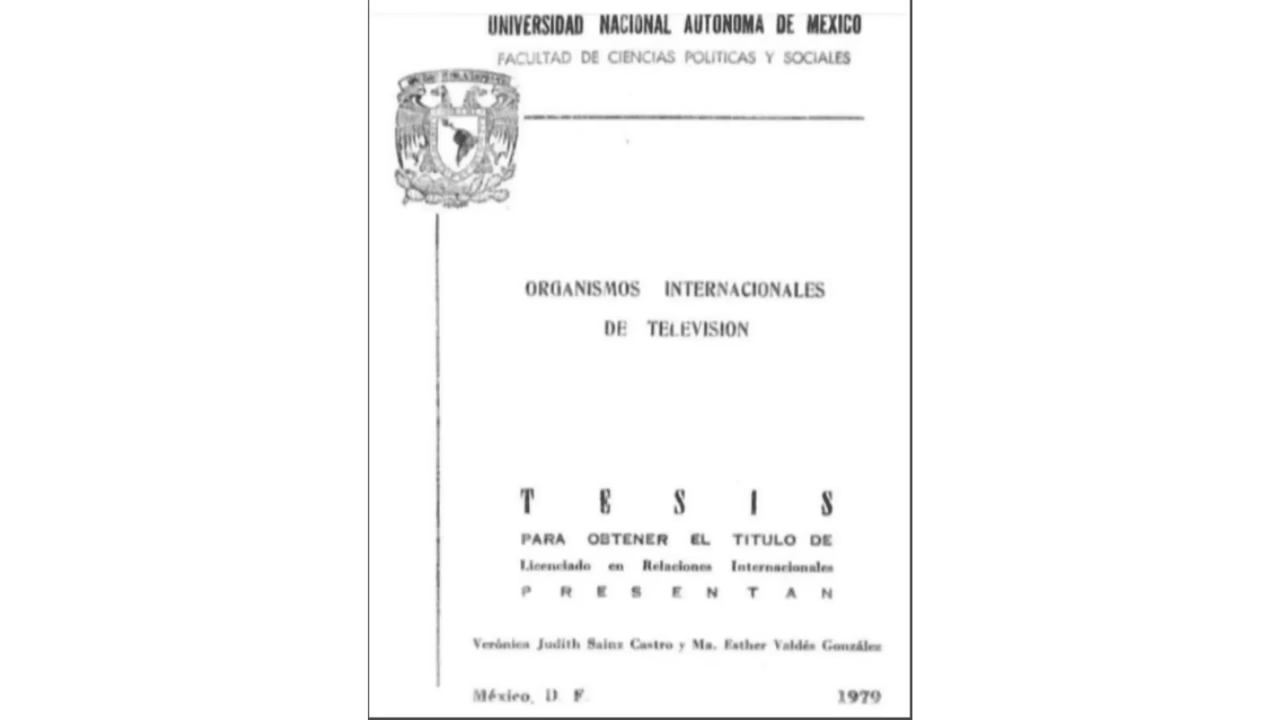 UNIVERSIDAD NACIONAL AUTONOMA DE MEXICO
FACULTAD DE CIENCIAS POLITICAS Y SOCIALES
ORGANISMOS INTERNACIONALES
DE TELEVISION
T E S I S
PARA OBTENER EL TITULO DE
Licenciado en Relaciones Internacionales
P R E S E N T A N
Verónica Judith Sainz Castro y Ma. Esther Valdés González
México, D. F. 1979